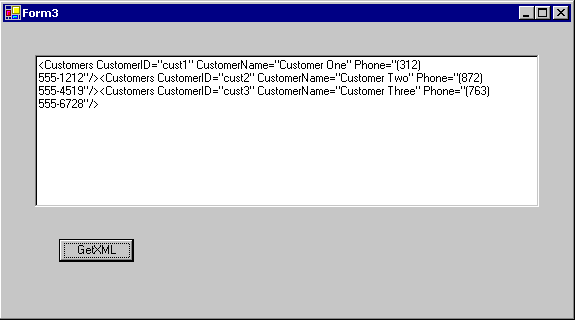 Form3
<Customers CustomerID="cust1" CustomerName="Customer One" Phone="(312)
555-1212"/><Customers CustomerID="cust2" CustomerName="Customer Two" Phone="(872)
555-4519"/><Customers CustomerID="cust3" CustomerName="Customer Three" Phone="(763)
555-6728"/>
GetXML